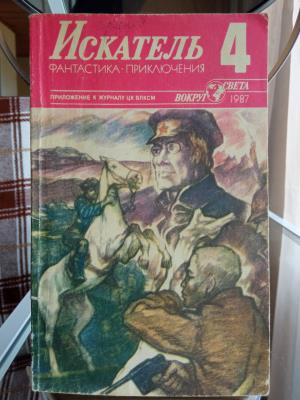 ИСКАТЕЛЬ 4
ФАНТАСТИКА · ПРИКЛЮЧЕНИЯ
ПРИЛОЖЕНИЕ К ЖУРНАЛУ ЦК ВЛКСМ
ВОКРУГ СВЕТА
1987